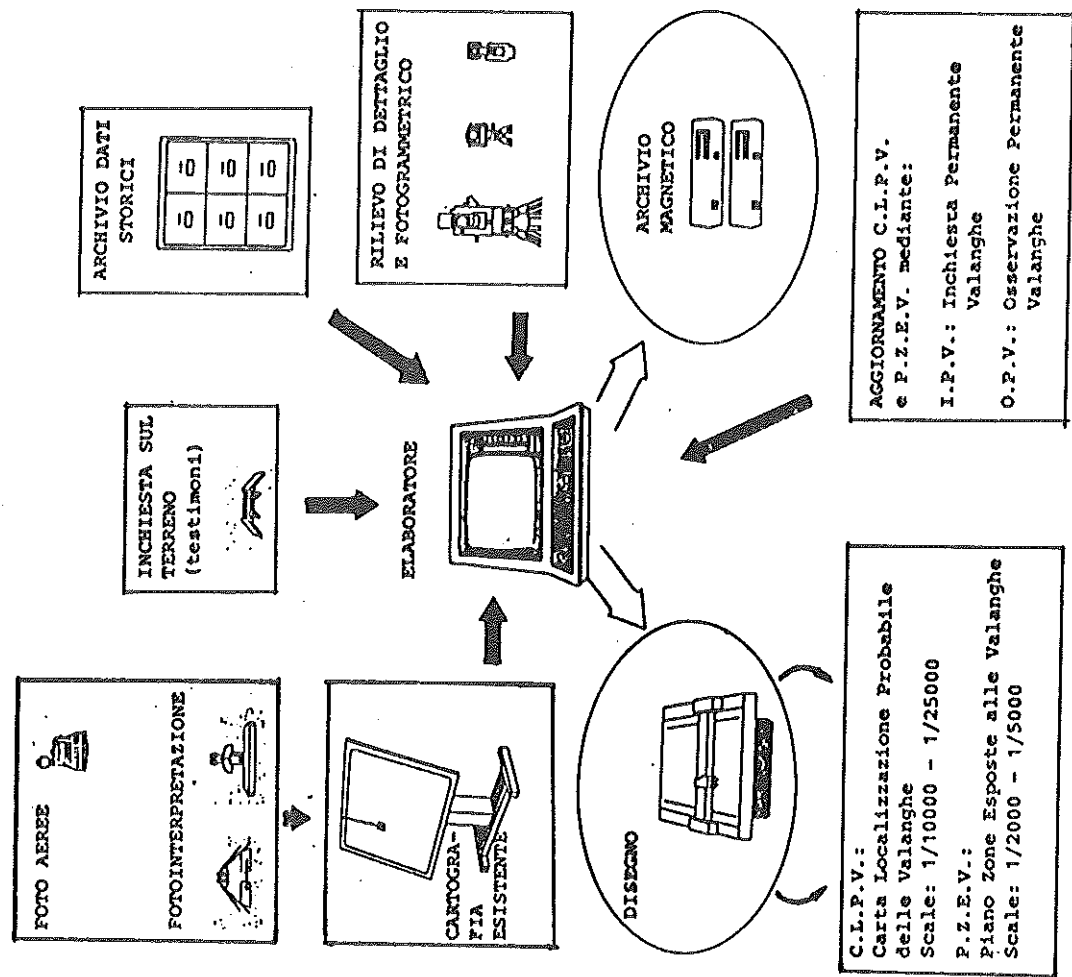 FOTO AEREE
FOTOINTERPRETAZIONE
INCHIESTA SUL
TERRENO
(testimoni)
ARCHIVIO DATI
STORICI
CARTOGRA-
FIA
ESISTENTE
ELABORATORE
RILIEVO DI DETTAGLIO
E FOTOGRAMMETRICO
DISEGNO
ARCHIVIO
MAGNETICO
C.L.P.V.:
Carta Localizzazione Probabile
delle Valanghe
Scale: 1/10000 - 1/25000
P.Z.E.V.:
Piano Zone Esposte alle Valanghe
Scale: 1/2000 - 1/5000
AGGIORNAMENTO C.L.P.V.
e P.Z.E.V. mediante:
I.P.V.: Inchiesta Permanente
Valanghe
O.P.V.: Osservazione Permanente
Valanghe